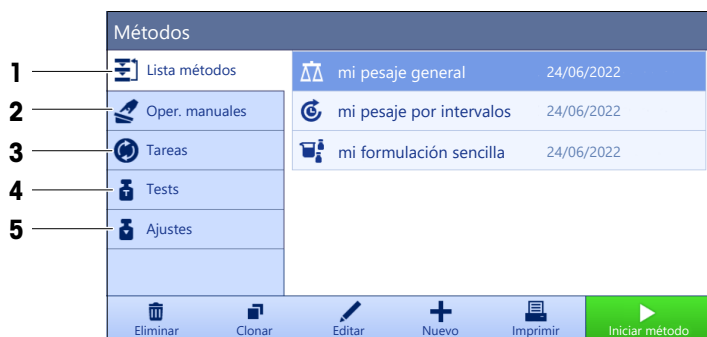 Métodos
1 Lista métodos
2 Oper. manuales
3 Tareas
4 Tests
5 Ajustes
mi pesaje general 24/06/2022
mi pesaje por intervalos 24/06/2022
mi formulación sencilla 24/06/2022
Eliminar Clonar Editar Nuevo Imprimir Iniciar método